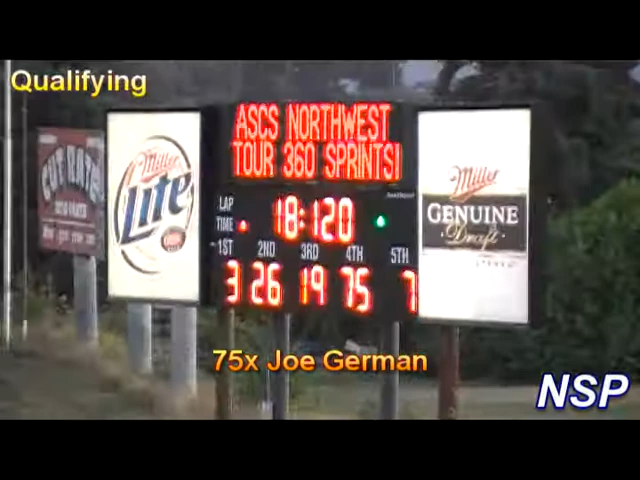 Qualifying
CUT RATE
Miller
Lite
ASCS NORTHWEST
TOUR 360 SPRINTS!
LAP
TIME
18:120
1ST 2ND 3RD 4TH 5TH
3 26 19 75 7
Miller
GENUINE
Draft
75x Joe German
NSP